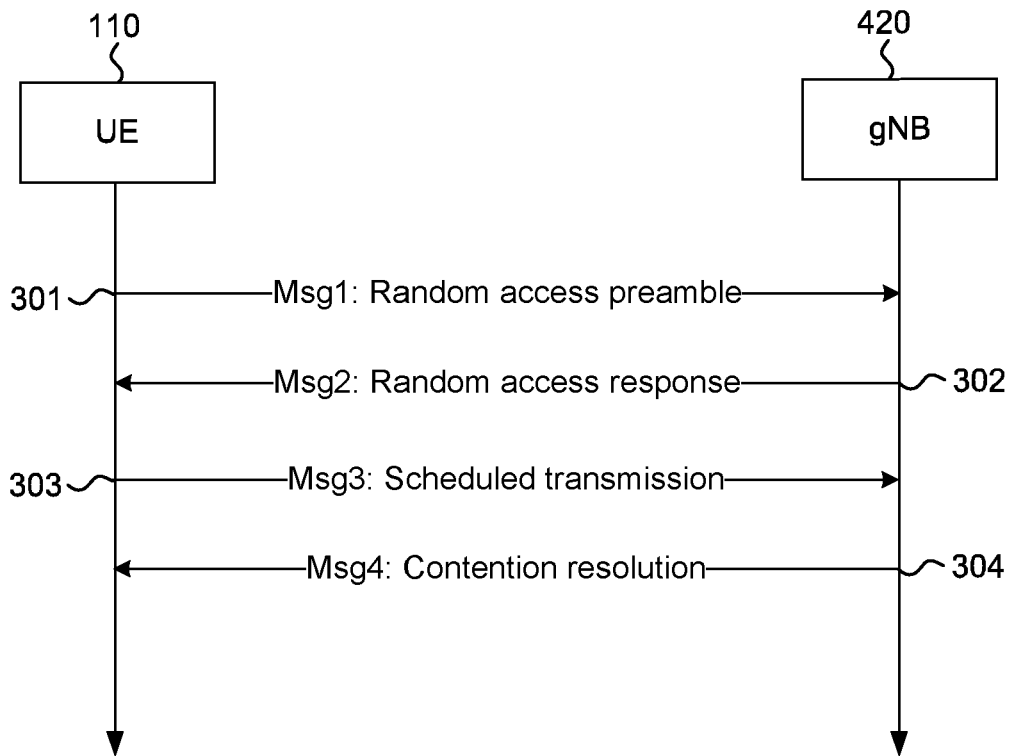 110
420
UE
gNB
301
Msg1: Random access preamble
Msg2: Random access response
302
303
Msg3: Scheduled transmission
Msg4: Contention resolution
304